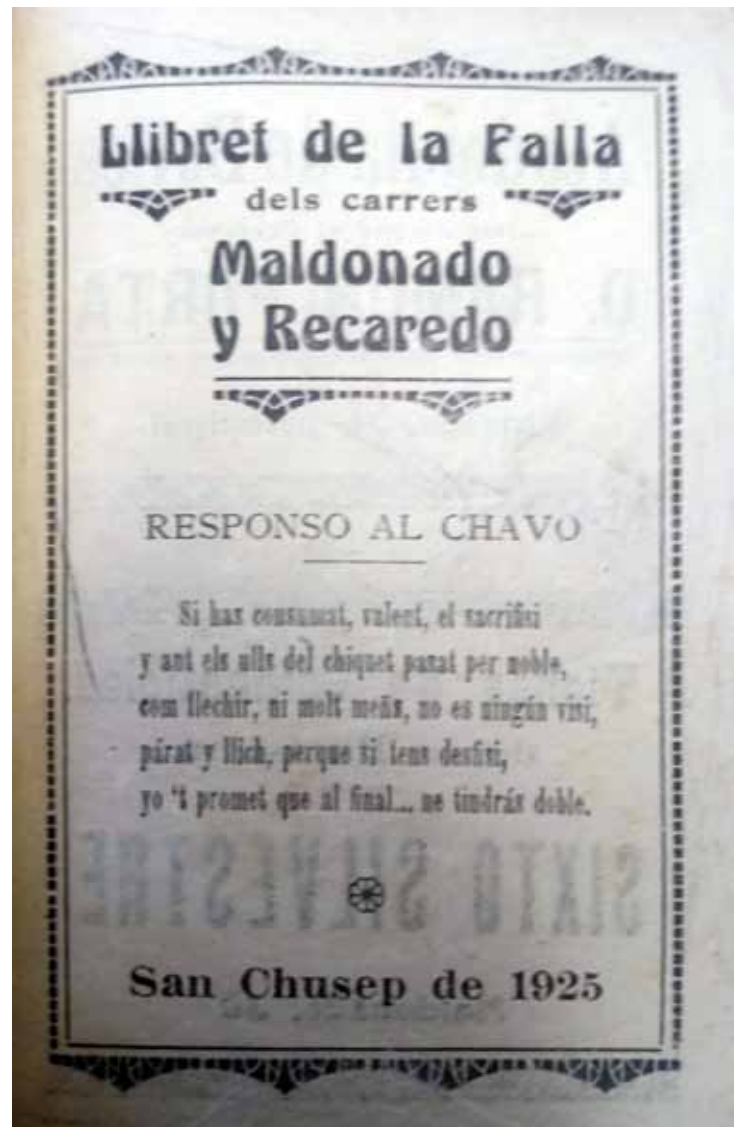 Llibret de la Falla
dels carrers
Maldonado
y Recaredo
RESPONSO AL CHAVO
Si has consumat, valent, el sacrifisi
y ant els ulls del chiquet pasat per noble,
com llechir, ni molt meñs, no es ningún visi,
párat y llich, perque si tens desfisi,
yo 't promet que al final... ne tindrás doble.
SIXTO SILVESTRE
San Chusep de 1925